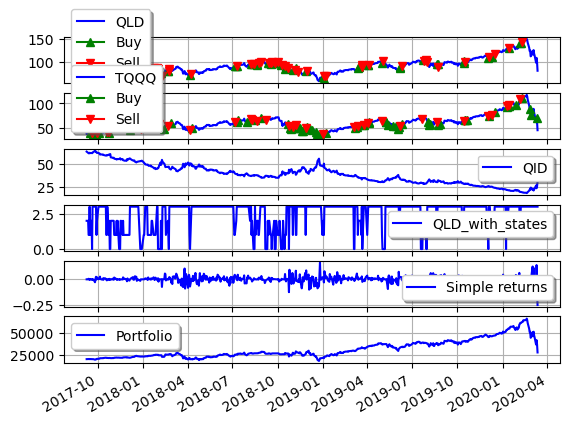 QLD
Buy
Sell
150
100
TQQQ
Buy
Sell
100
50
50
25
QID
2.5
0.0
QLD_with_states
0.00
−0.25
Simple returns
50000
25000
Portfolio
2017-10
2018-01
2018-04
2018-07
2018-10
2019-01
2019-04
2019-07
2019-10
2020-01
2020-04